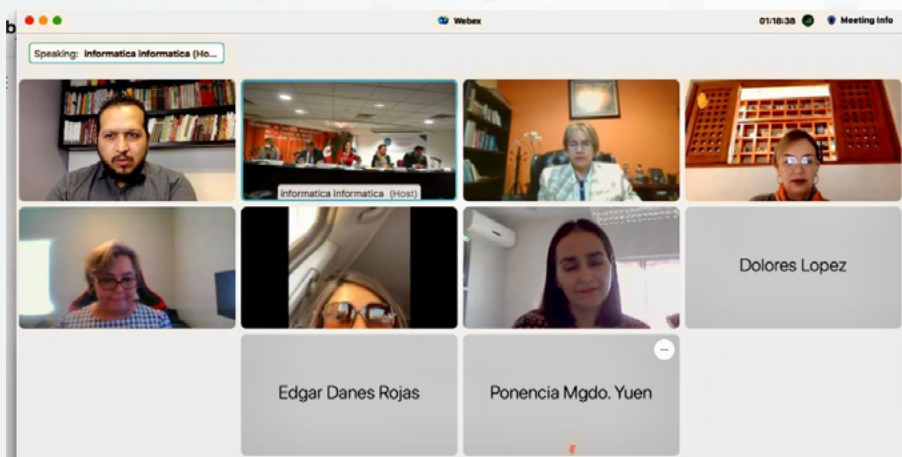 b
Webex
01:18:38
Meeting Info
Speaking: informatica informatica (Ho...
informatica informatica (Host)
Dolores Lopez
Edgar Danes Rojas
Ponencia Mgdo. Yuen